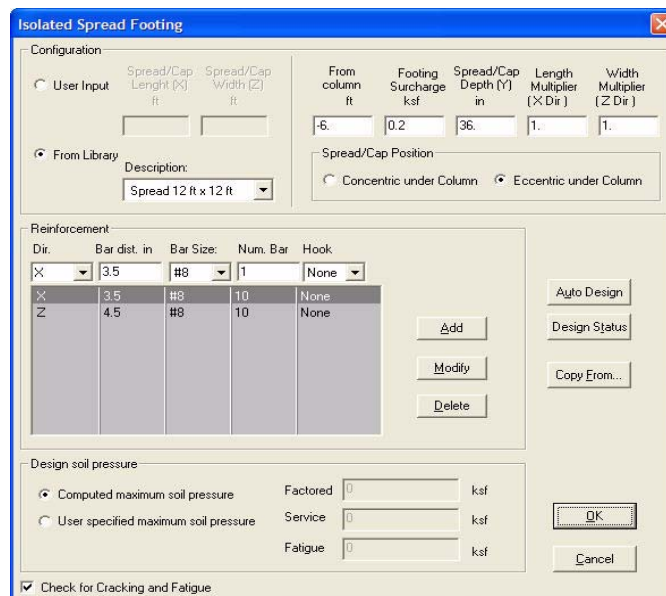 Isolated Spread Footing
Configuration
User Input
Spread/Cap Lenght (X) ft
Spread/Cap Width (Z) ft
From Library
Description:
Spread 12 ft x 12 ft
From column ft
Footing Surcharge ksf
Spread/Cap Depth (Y) in
Length Multiplier (X Dir )
Width Multiplier (Z Dir )
-6. 0.2 36. 1. 1.
Spread/Cap Position
Concentric under Column Eccentric under Column
Reinforcement
Dir. Bar dist. in Bar Size: Num. Bar Hook
X 3.5 #8 1 None
X 3.5 #8 10 None
Z 4.5 #8 10 None
Add
Modify
Delete
Auto Design
Design Status
Copy From...
Design soil pressure
Computed maximum soil pressure
User specified maximum soil pressure
Factored 0 ksf
Service 0 ksf
Fatigue 0 ksf
OK
Cancel
Check for Cracking and Fatigue